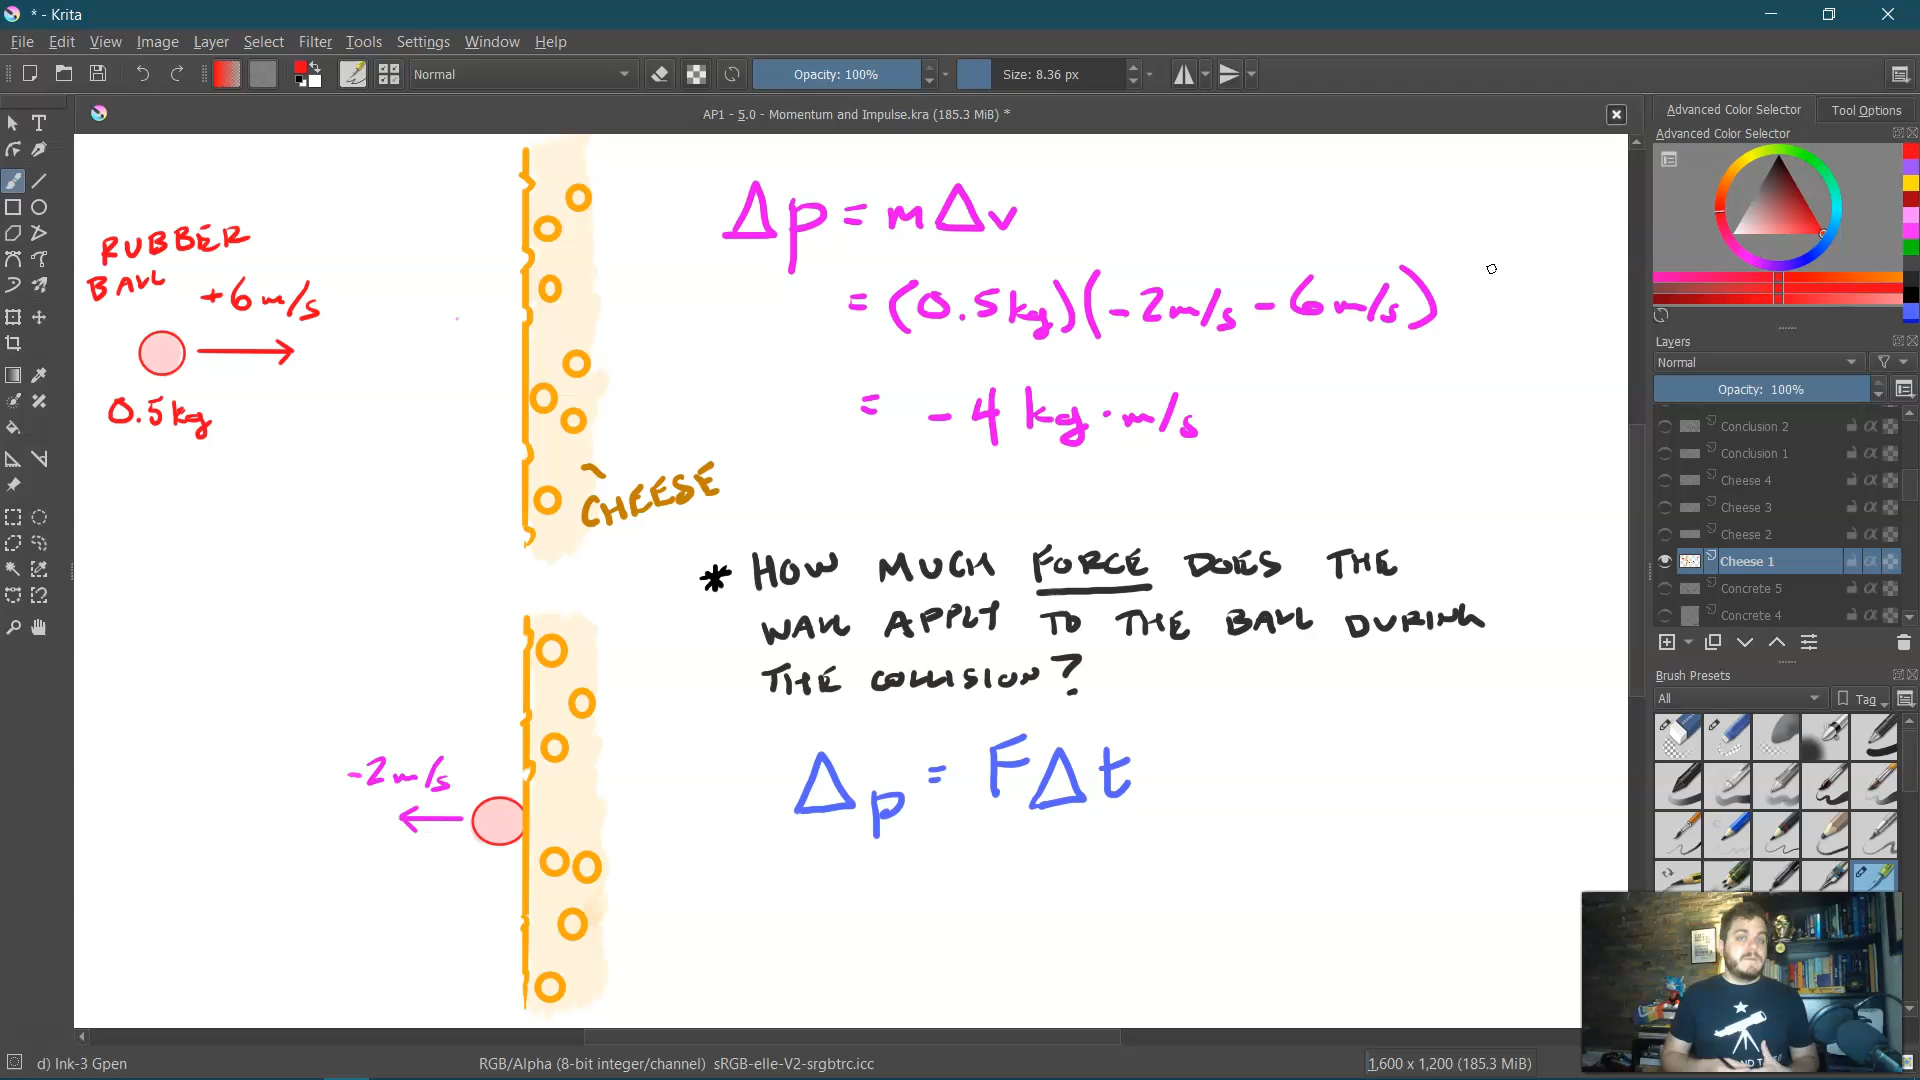 * - Krita
File Edit View Image Layer Select Filter Tools Settings Window Help
Normal
Opacity: 100%
Size: 8.36 px
AP1 - 5.0 - Momentum and Impulse.kra (185.3 MiB) *
Advanced Color Selector
Tool Options
Advanced Color Selector
RUBBER
BALL
+6 m/s
0.5 kg
Δp = mΔv
= (0.5 kg)(-2 m/s - 6 m/s)
= -4 kg·m/s
CHEESE
* HOW MUCH FORCE DOES THE
WALL APPLY TO THE BALL DURING
THE COLLISION?
-2 m/s
Δp = FΔt
Layers
Normal
Opacity: 100%
Conclusion 2
Conclusion 1
Cheese 4
Cheese 3
Cheese 2
Cheese 1
Concrete 5
Concrete 4
Brush Presets
All
Tag
d) Ink-3 Gpen
RGB/Alpha (8-bit integer/channel) sRGB-elle-V2-srgbtrc.icc
1,600 x 1,200 (185.3 MiB)